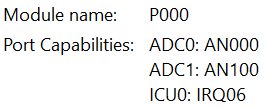 Module name: P000
Port Capabilities: ADC0: AN000
ADC1: AN100
ICU0: IRQ06